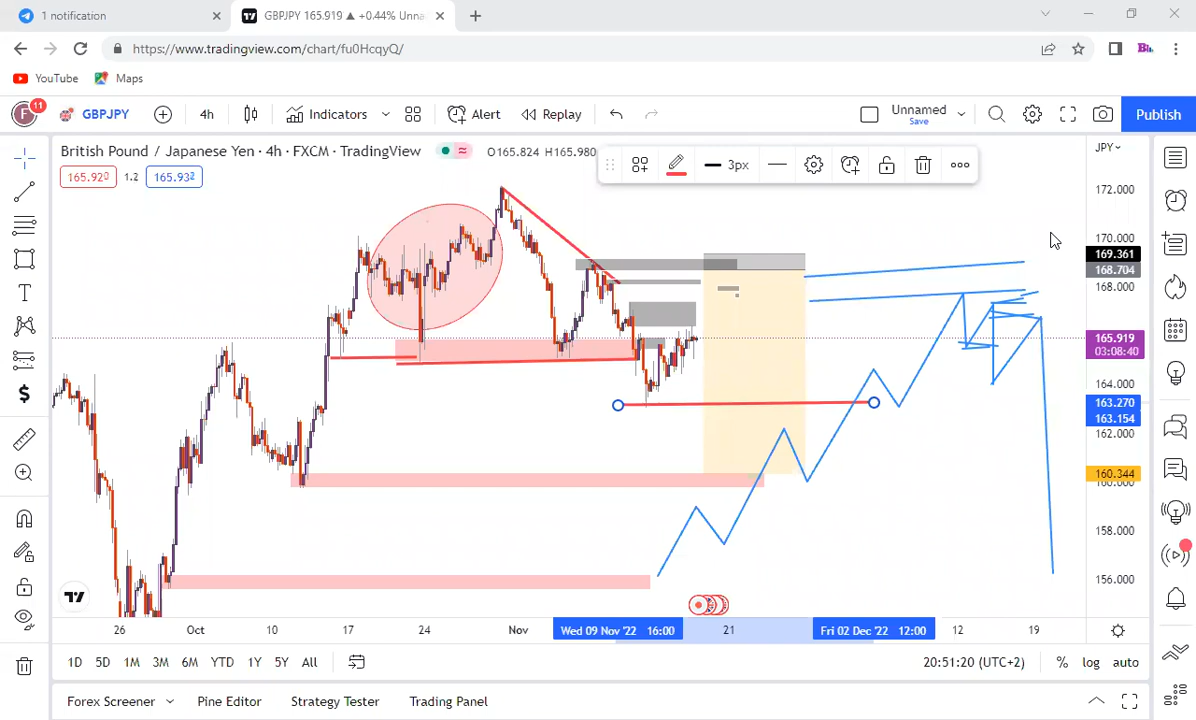 1 notification
GBPJPY 165.919 ▲ +0.44% Unna
https://www.tradingview.com/chart/fu0HcqyQ/
YouTube
Maps
F 11 GBPJPY 4h Indicators Alert Replay Unnamed Save Publish
British Pound / Japanese Yen · 4h · FXCM · TradingView O165.824 H165.980
3px
JPY
165.920 1.2 165.932
172.000
170.000
169.361
168.704
168.000
165.919
03:08:40
164.000
163.270
163.154
162.000
160.344
160.000
158.000
156.000
26 Oct 10 17 24 Nov Wed 09 Nov '22 16:00 21 Fri 02 Dec '22 12:00 12 19
1D 5D 1M 3M 6M YTD 1Y 5Y All 20:51:20 (UTC+2) % log auto
Forex Screener Pine Editor Strategy Tester Trading Panel